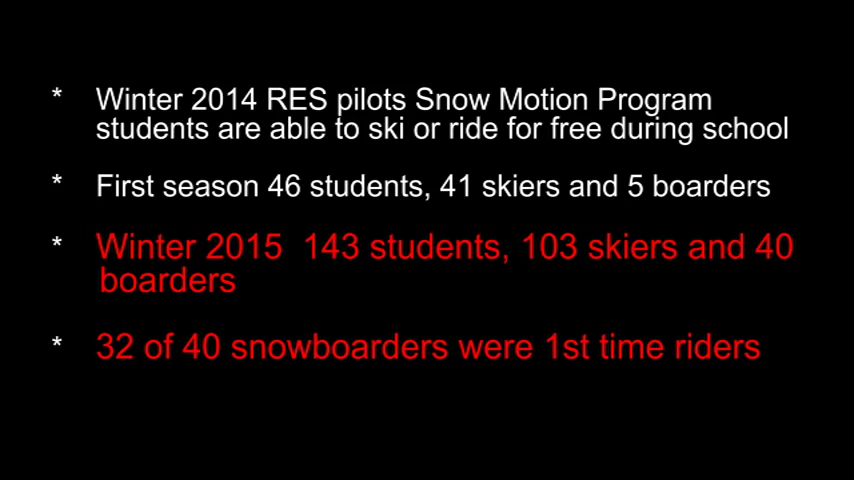 * Winter 2014 RES pilots Snow Motion Program
students are able to ski or ride for free during school
* First season 46 students, 41 skiers and 5 boarders
* Winter 2015  143 students, 103 skiers and 40
boarders
* 32 of 40 snowboarders were 1st time riders